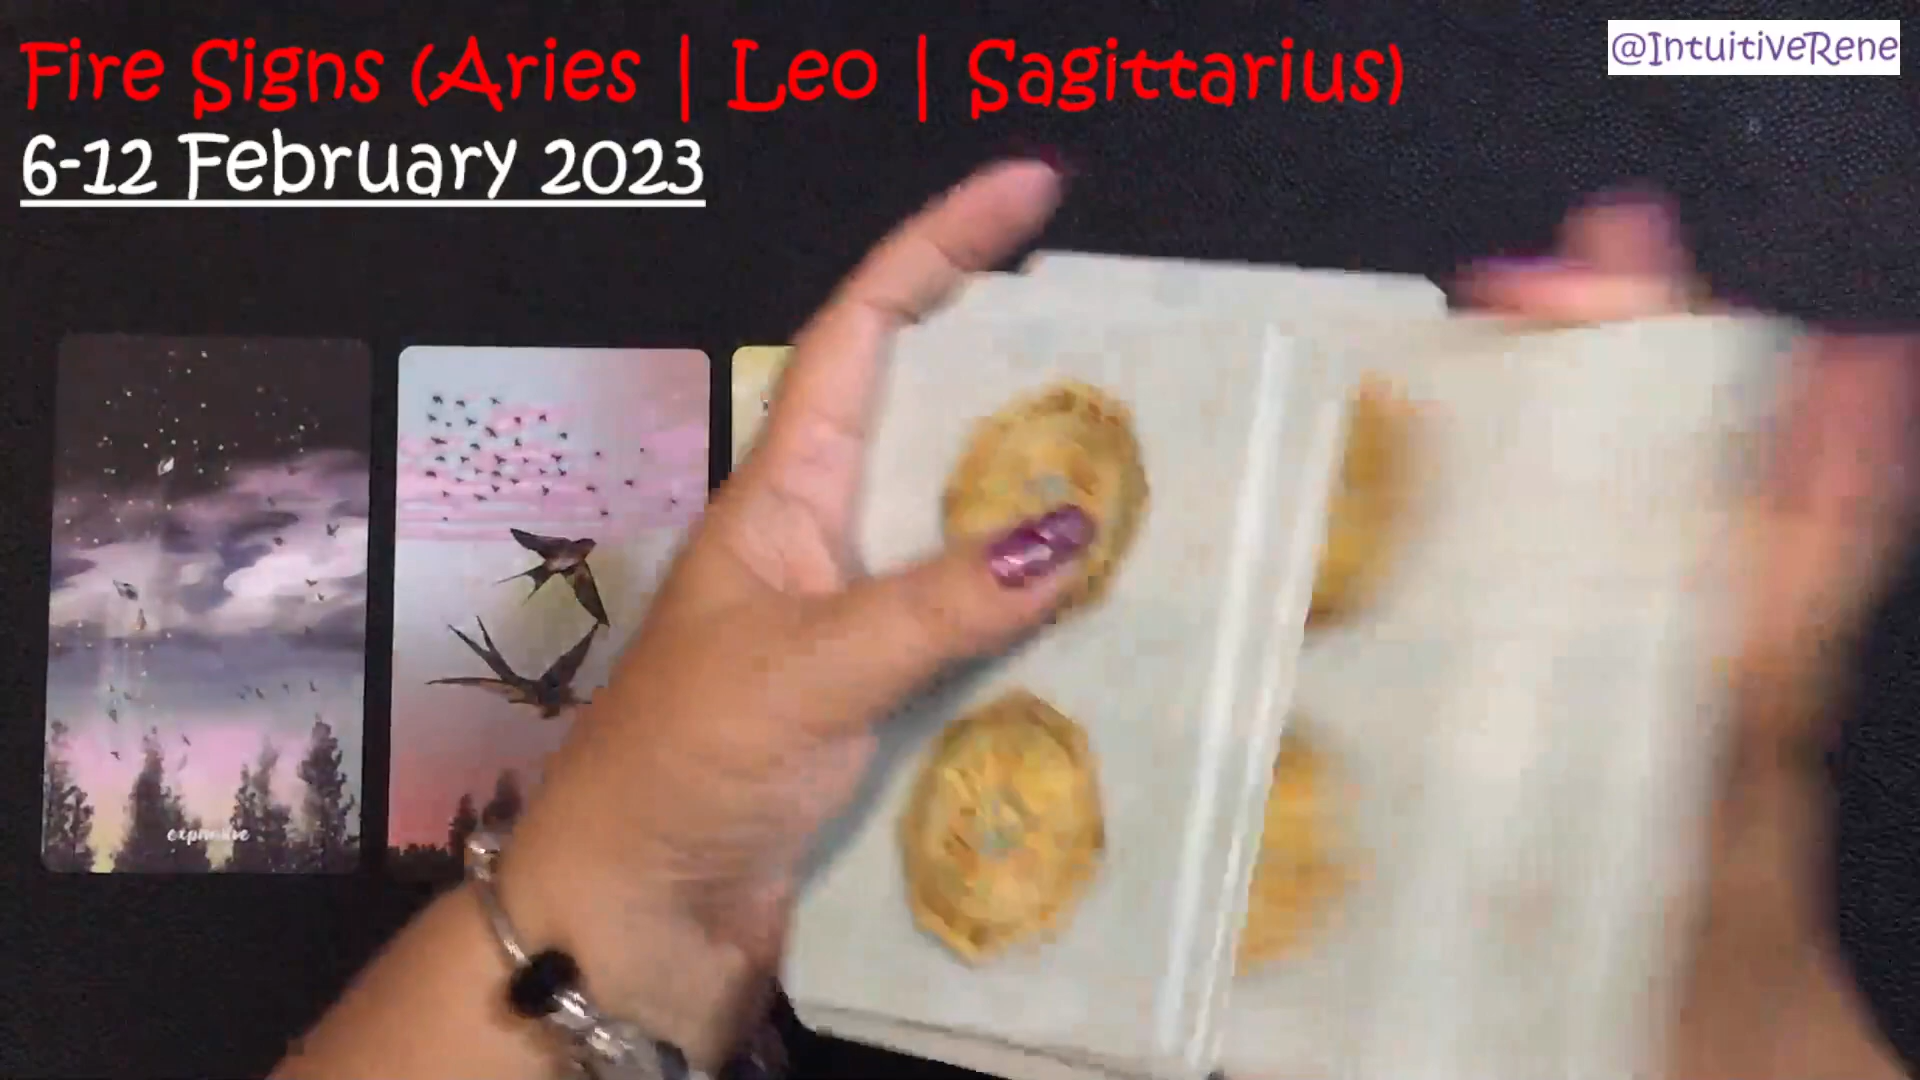 Fire Signs (Aries | Leo | Sagittarius)
@IntuitiveRene
6-12 February 2023